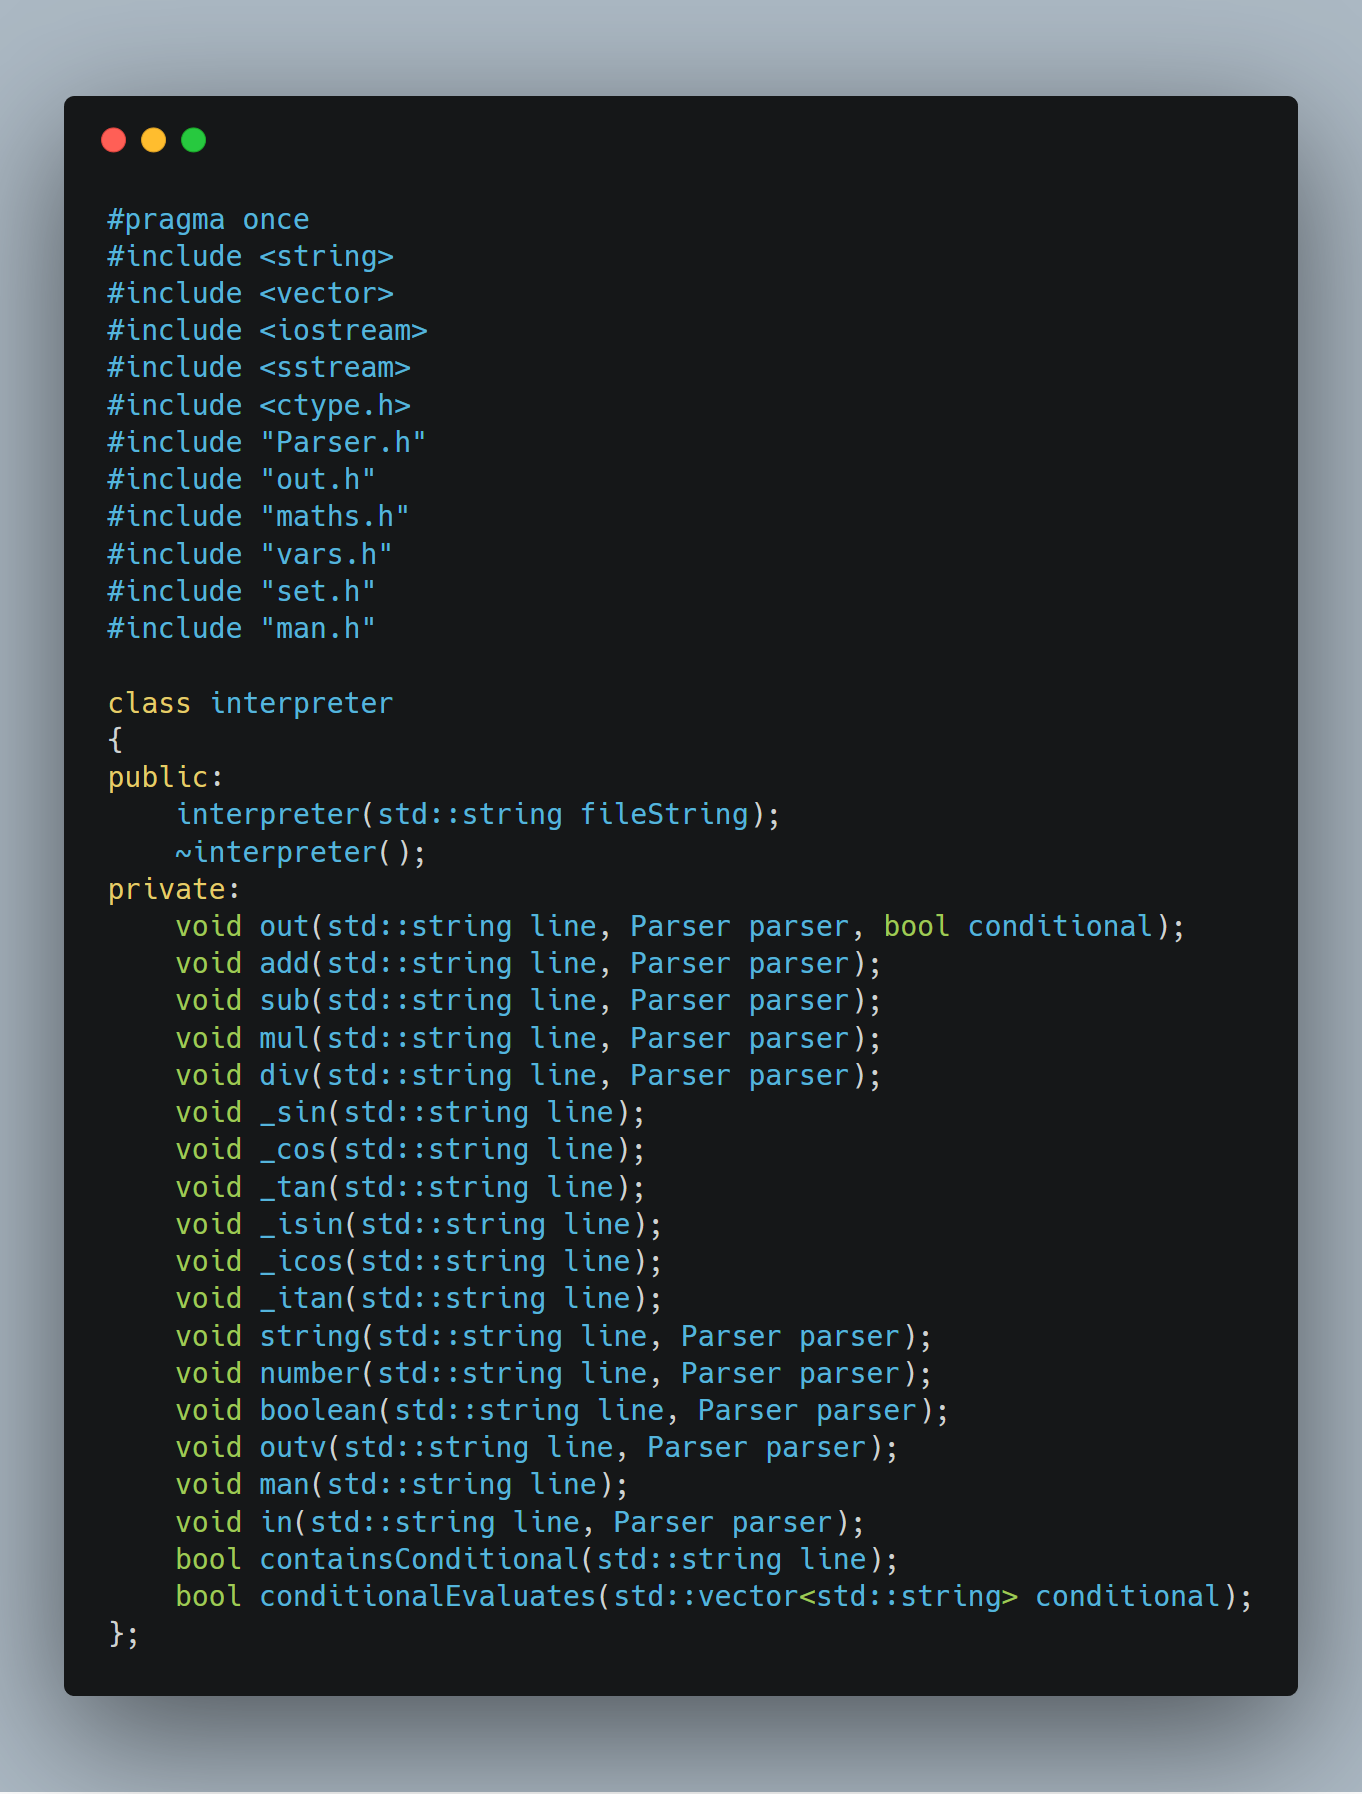 #pragma once
#include <string>
#include <vector>
#include <iostream>
#include <sstream>
#include <ctype.h>
#include "Parser.h"
#include "out.h"
#include "maths.h"
#include "vars.h"
#include "set.h"
#include "man.h"

class interpreter
{
public:
    interpreter(std::string fileString);
    ~interpreter();
private:
    void out(std::string line, Parser parser, bool conditional);
    void add(std::string line, Parser parser);
    void sub(std::string line, Parser parser);
    void mul(std::string line, Parser parser);
    void div(std::string line, Parser parser);
    void _sin(std::string line);
    void _cos(std::string line);
    void _tan(std::string line);
    void _isin(std::string line);
    void _icos(std::string line);
    void _itan(std::string line);
    void string(std::string line, Parser parser);
    void number(std::string line, Parser parser);
    void boolean(std::string line, Parser parser);
    void outv(std::string line, Parser parser);
    void man(std::string line);
    void in(std::string line, Parser parser);
    bool containsConditional(std::string line);
    bool conditionalEvaluates(std::vector<std::string> conditional);
};